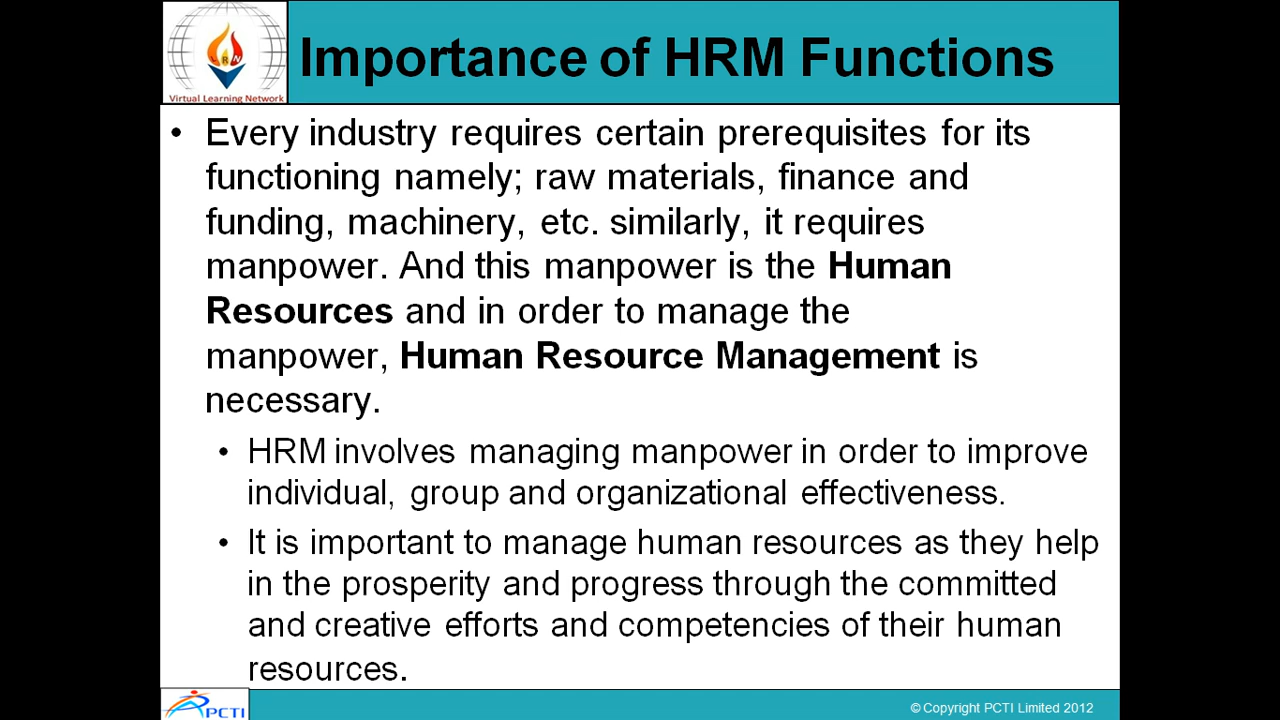 Importance of HRM Functions
VRM
Virtual Learning Network
• Every industry requires certain prerequisites for its
functioning namely; raw materials, finance and
funding, machinery, etc. similarly, it requires
manpower. And this manpower is the Human
Resources and in order to manage the
manpower, Human Resource Management is
necessary.
• HRM involves managing manpower in order to improve
individual, group and organizational effectiveness.
• It is important to manage human resources as they help
in the prosperity and progress through the committed
and creative efforts and competencies of their human
resources.
PCTI
© Copyright PCTI Limited 2012